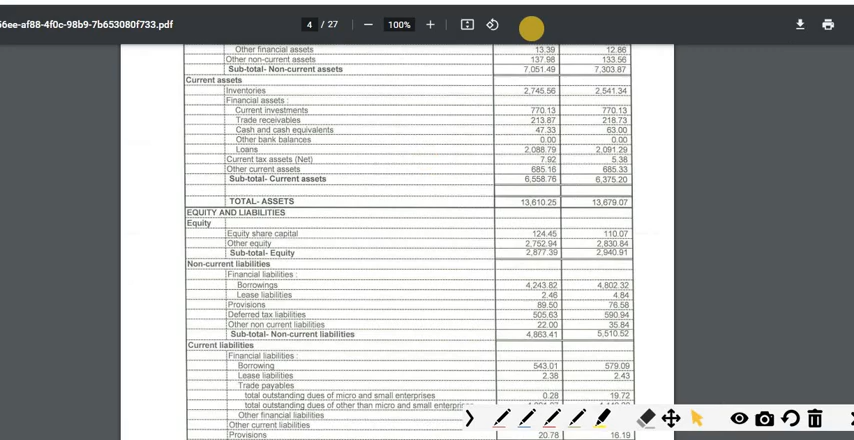 56ee-af88-4f0c-98b9-7b653080f733.pdf 4 / 27 100%
Other financial assets 13.39 12.86
Other non-current assets 137.98 133.56
Sub-total- Non-current assets 7,051.49 7,303.87
Current assets
Inventories 2,745.56 2,541.34
Financial assets :
Current investments 770.13 770.13
Trade receivables 213.87 218.73
Cash and cash equivalents 47.33 63.00
Other bank balances 0.00 0.00
Loans 2,088.79 2,091.29
Current tax assets (Net) 7.92 5.38
Other current assets 685.16 685.33
Sub-total- Current assets 6,558.76 6,375.20
TOTAL- ASSETS 13,610.25 13,679.07
EQUITY AND LIABILITIES
Equity
Equity share capital 124.45 110.07
Other equity 2,752.94 2,830.84
Sub-total- Equity 2,877.39 2,940.91
Non-current liabilities
Financial liabilities :
Borrowings 4,243.82 4,802.32
Lease liabilities 2.46 4.84
Provisions 89.50 76.58
Deferred tax liabilities 505.63 590.94
Other non current liabilities 22.00 35.84
Sub-total- Non-current liabilities 4,863.41 5,510.52
Current liabilities
Financial liabilities :
Borrowing 543.01 579.09
Lease liabilities 2.38 2.43
Trade payables
total outstanding dues of micro and small enterprises 0.28 19.72
total outstanding dues of other than micro and small
Other financial liabilities
Other current liabilities
Provisions 20.78 16.19